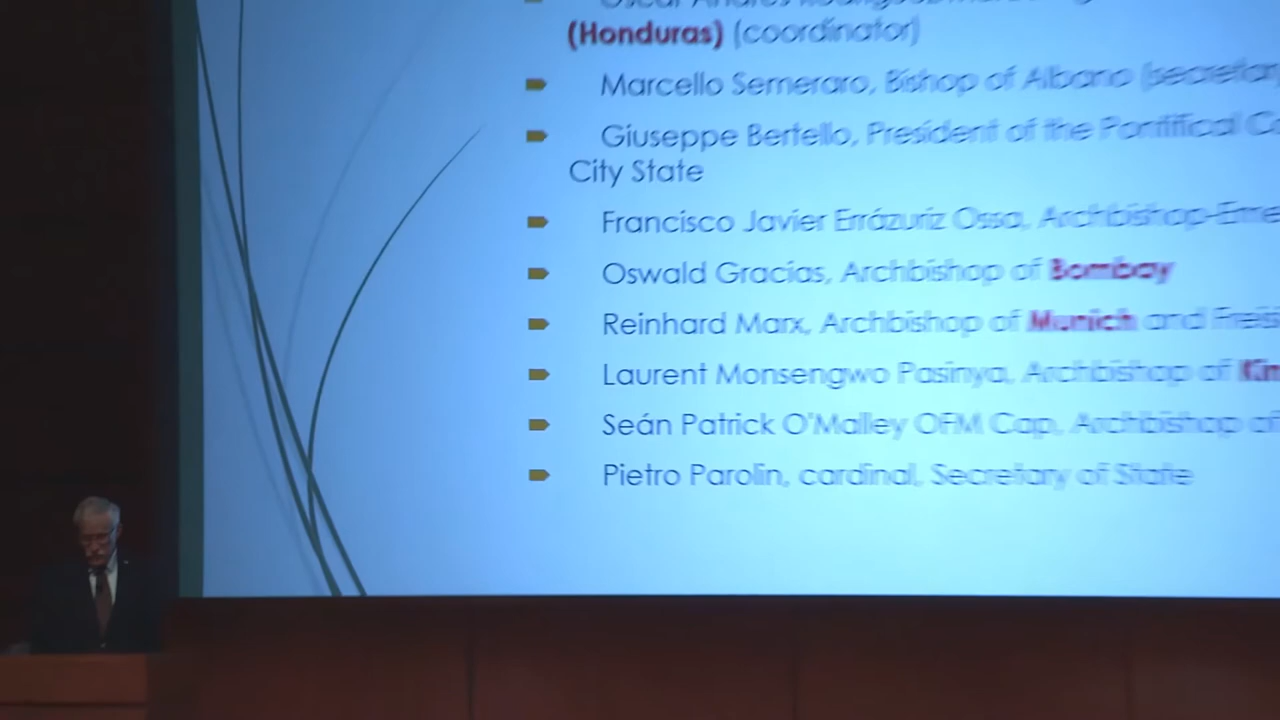 (Honduras) (coordinator)
Marcello Semeraro, Bishop of Albano
Giuseppe Bertello, President of the Pontifical
City State
Francisco Javier Errázuriz Ossa,
Oswald Gracias, Archbishop of Bombay
Reinhard Marx, Archbishop of Munich and
Laurent Monsengwo Pasinya, Archbishop of
Seán Patrick O'Malley OFM Cap, Archbishop of
Pietro Parolin, cardinal, Secretary of State